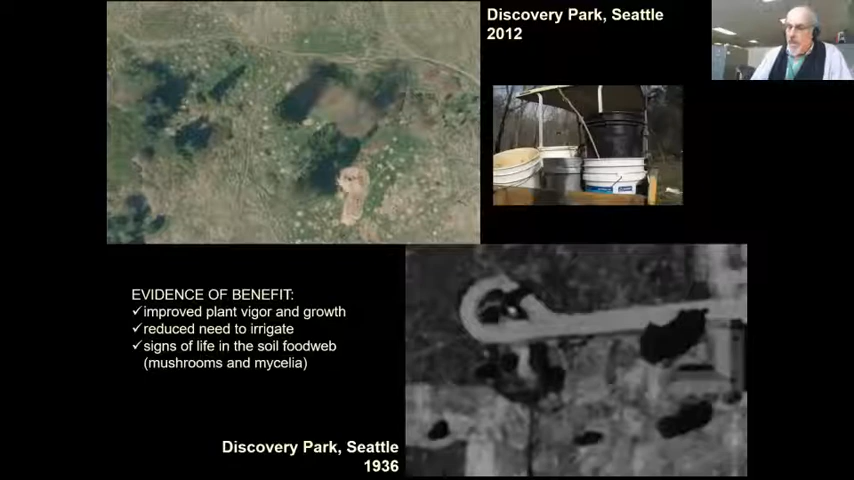 Discovery Park, Seattle
2012
EVIDENCE OF BENEFIT:
✓improved plant vigor and growth
✓reduced need to irrigate
✓signs of life in the soil foodweb
(mushrooms and mycelia)
Discovery Park, Seattle
1936